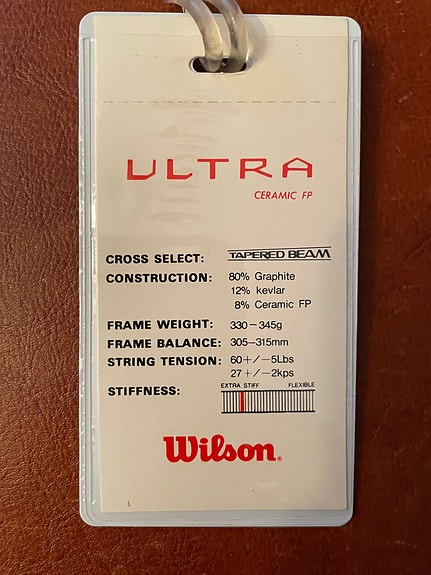 ULTRA
CERAMIC FP
CROSS SELECT: TAPERED BEAM
CONSTRUCTION: 80% Graphite
12% kevlar
8% Ceramic FP
FRAME WEIGHT: 330-345g
FRAME BALANCE: 305-315mm
STRING TENSION: 60+/-5Lbs
27+/-2kps
STIFFNESS: EXTRA STIFF FLEXIBLE
Wilson®